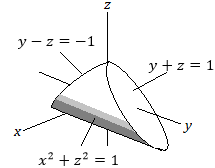 z
y − z = −1
y + z = 1
x
y
x² + z² = 1